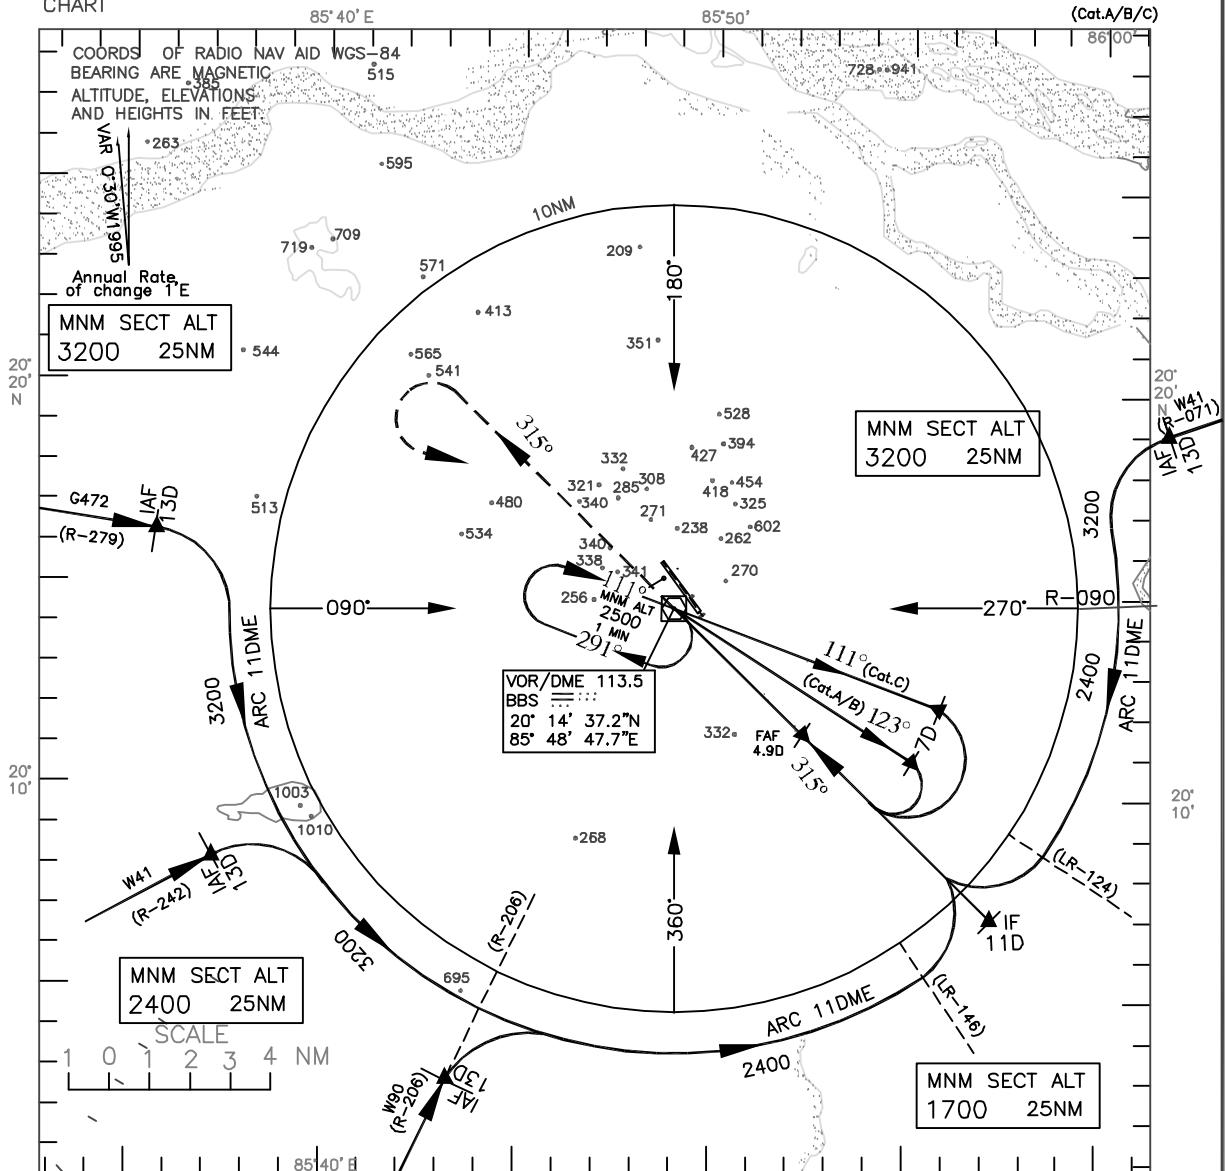 CHART
85° 40' E
85°50'
(Cat.A/B/C)
86°00'
COORDS OF RADIO NAV AID WGS-84
BEARING ARE MAGNETIC
ALTITUDE, ELEVATIONS
AND HEIGHTS IN FEET.
515
385
728
941
263
595
VAR 0°30'W1995
Annual Rate
of change 1'E
10NM
719
709
571
209
180°
413
351
MNM SECT ALT
3200 25NM
544
565
541
20°
20'
N
20°
20'
N
W41
(R-071)
IAF
13D
315°
528
394
427
MNM SECT ALT
3200 25NM
332
308
321
285
340
418
454
325
271
238
602
262
480
534
513
G472
(R-279)
IAF
13D
3200
340
338
341
270
111°
256
MNM ALT
2500
1 MIN
291°
090°
270°
R-090
VOR/DME 113.5
BBS
20° 14' 37.2"N
85° 48' 47.7"E
111° (Cat.C)
(Cat.A/B) 123°
7D
332
FAF
4.9D
315°
2400
ARC 11DME
3200
ARC 11DME
20°
10'
20°
10'
1003
1010
268
W41
(R-242)
IAF
13D
(LR-124)
360°
IF
11D
(R-206)
3200
695
(LR-146)
MNM SECT ALT
2400 25NM
ARC 11DME
2400
SCALE
1 0 1 2 3 4 NM
W90
(R-206)
IAF
13D
MNM SECT ALT
1700 25NM
85°40' E